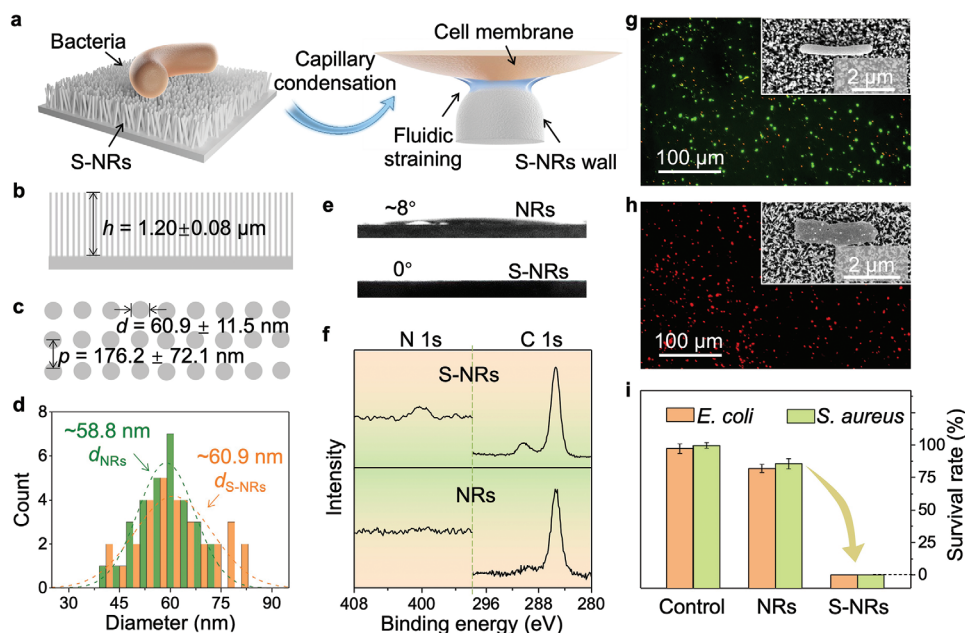 a
Bacteria
S-NRs
Capillary
condensation
Cell membrane
Fluidic
straining
S-NRs wall
b
h = 1.20±0.08 μm
c
d = 60.9 ± 11.5 nm
p = 176.2 ± 72.1 nm
d
~58.8 nm
dNRs
~60.9 nm
dS-NRs
Count
8
6
4
2
0
30 45 60 75 90
Diameter (nm)
e
~8° NRs
0° S-NRs
f
N 1s C 1s
S-NRs
NRs
Intensity
408 400 296 288 280
Binding energy (eV)
g
2 μm
100 μm
h
2 μm
100 μm
i
E. coli S. aureus
100
75
50
25
0
Survival rate (%)
Control NRs S-NRs